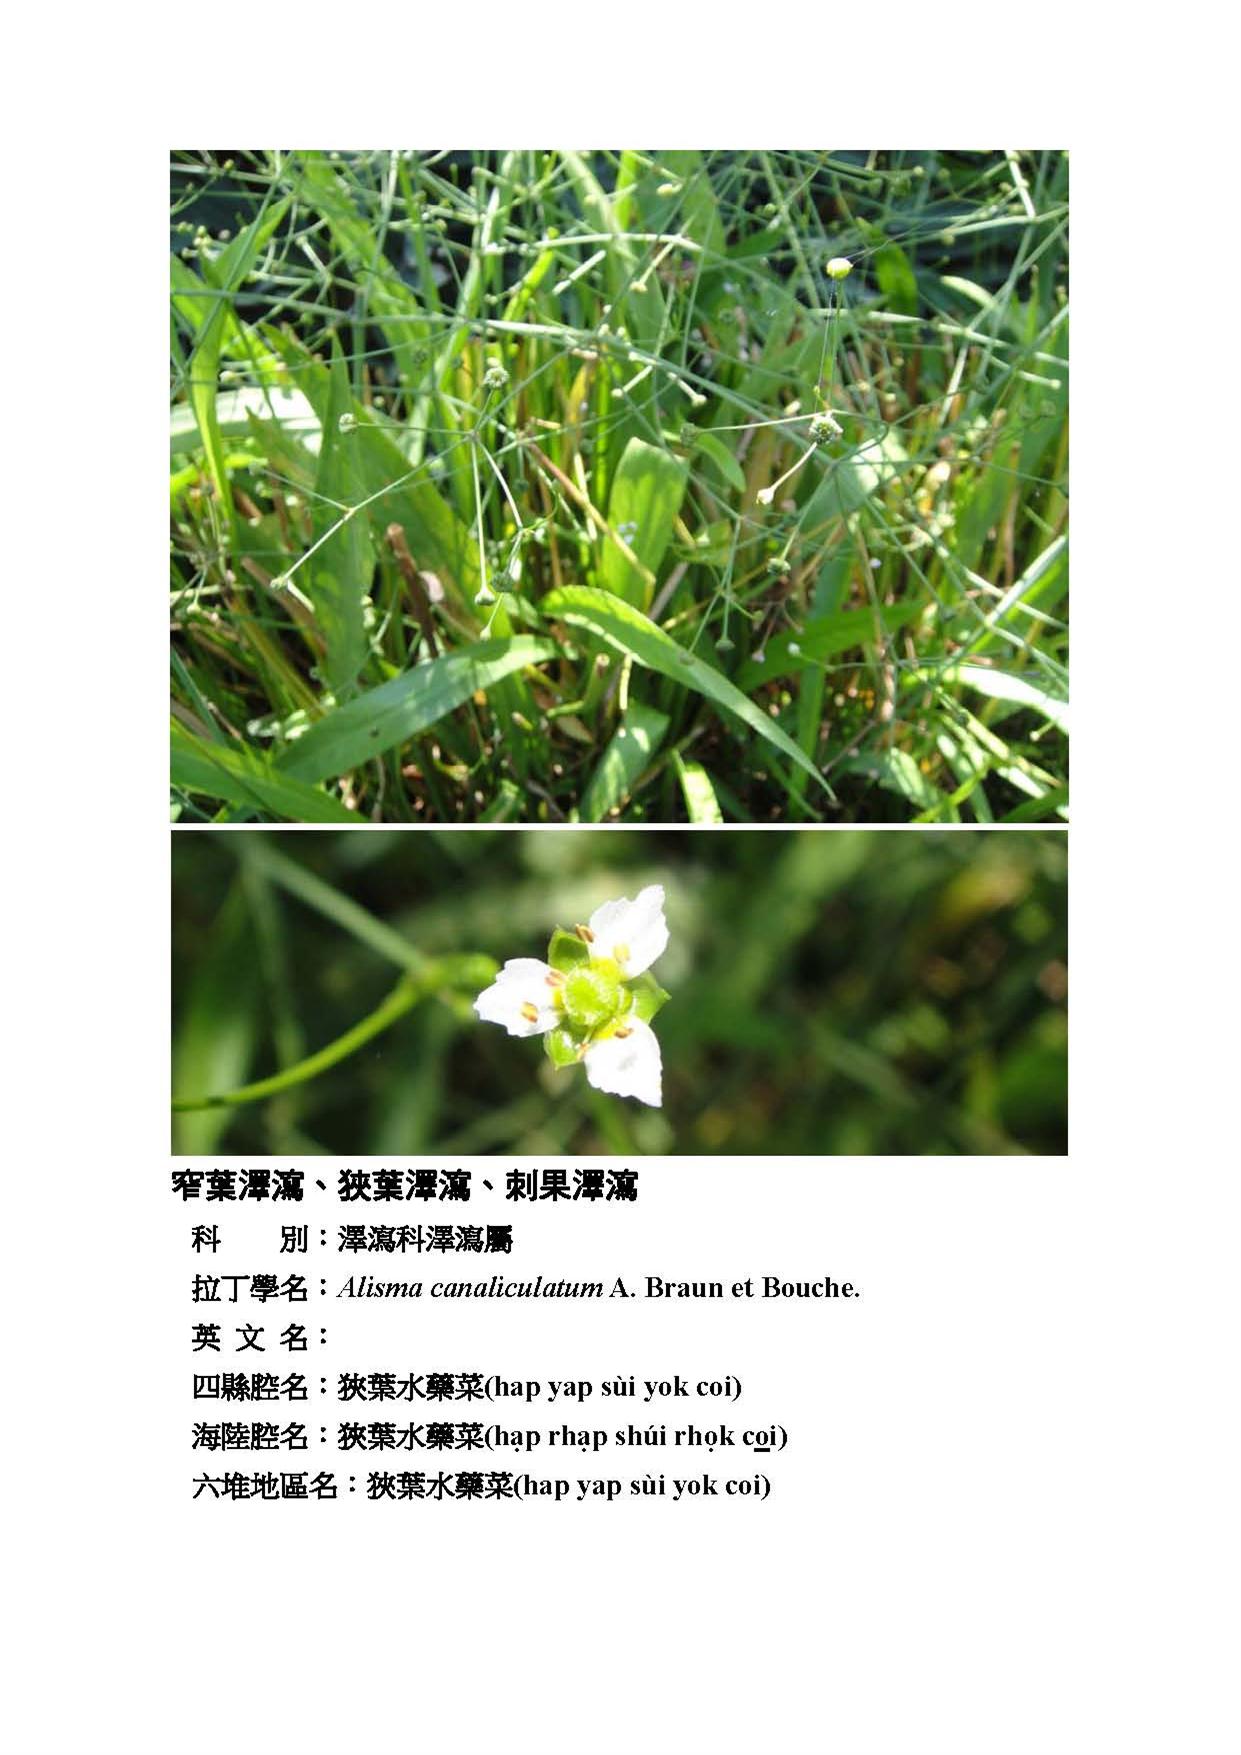 窄葉澤瀉、狹葉澤瀉、刺果澤瀉
科　　別：澤瀉科澤瀉屬
拉丁學名：Alisma canaliculatum A. Braun et Bouche.
英 文 名：
四縣腔名：狹葉水藥菜(hap yap sùi yok coi)
海陸腔名：狹葉水藥菜(hạp rhạp shúi rhọk co̲i)
六堆地區名：狹葉水藥菜(hap yap sùi yok coi)